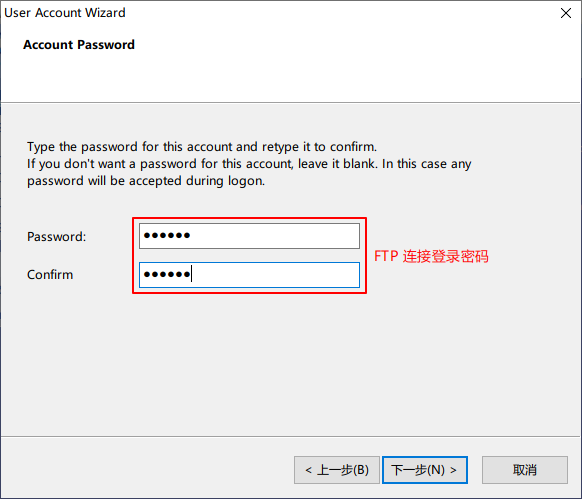 User Account Wizard
Account Password
Type the password for this account and retype it to confirm.
If you don't want a password for this account, leave it blank. In this case any
password will be accepted during logon.
Password: ●●●●●●
FTP 连接登录密码
Confirm ●●●●●●
< 上一步(B) 下一步(N) > 取消